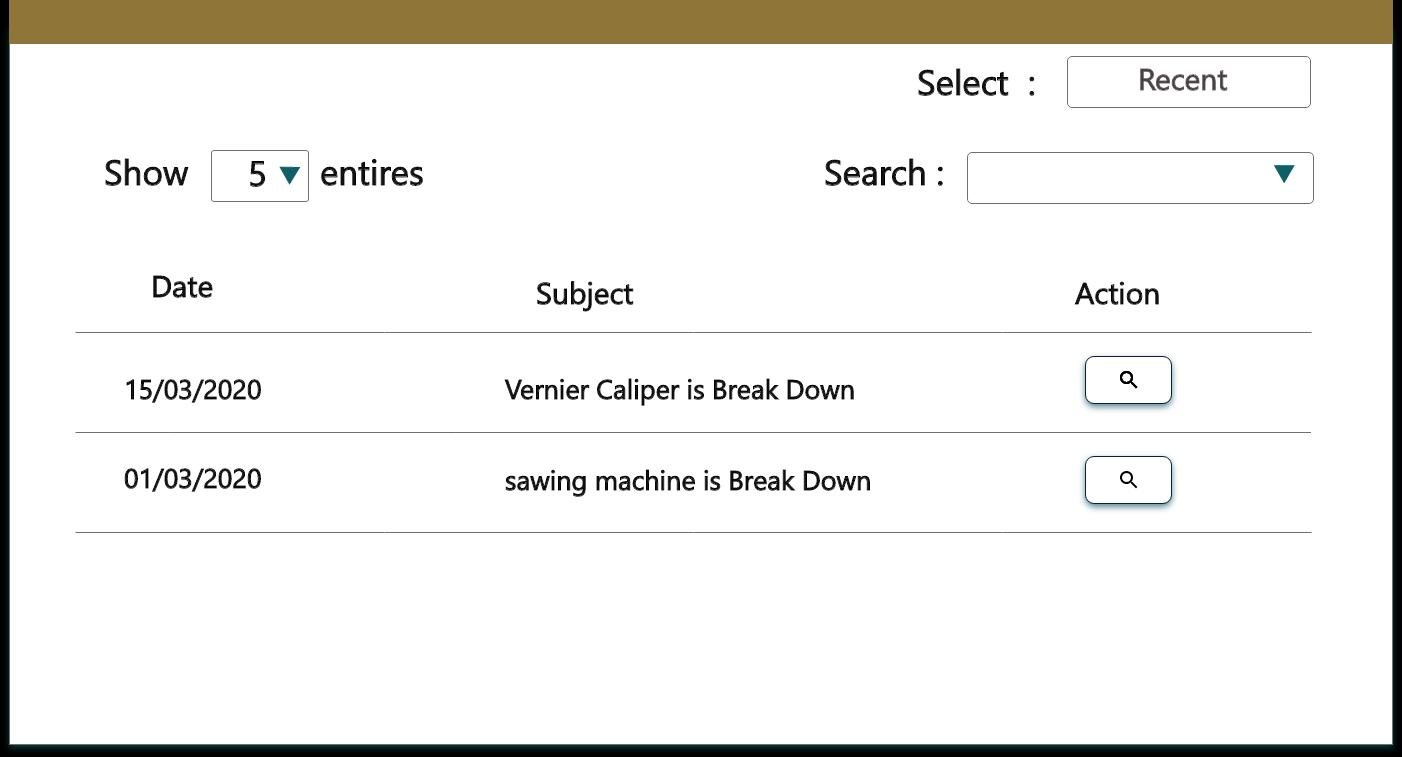 Select : Recent
Show 5 entires Search :
Date Subject Action
15/03/2020 Vernier Caliper is Break Down
01/03/2020 sawing machine is Break Down